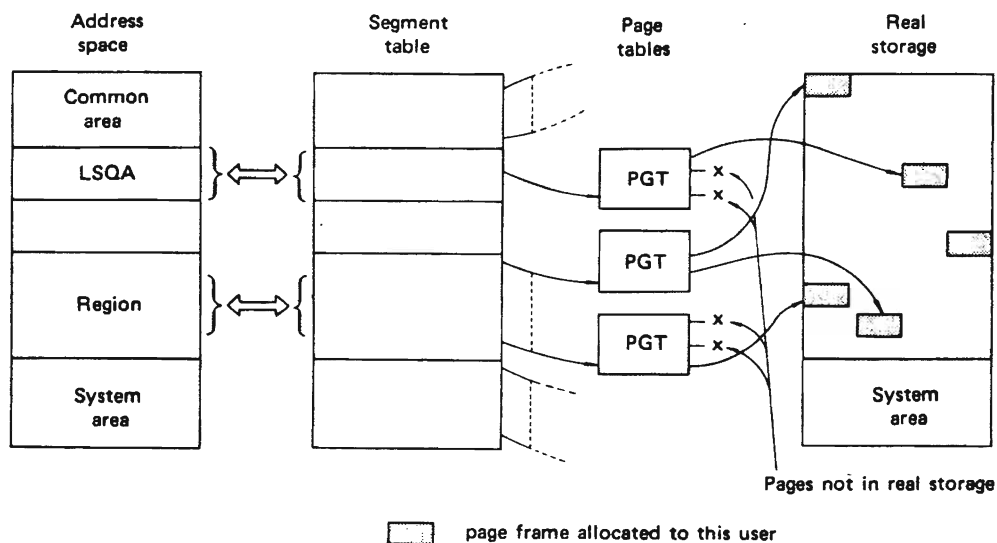 Address
space
Segment
table
Page
tables
Real
storage
Common
area
LSQA
Region
System
area
PGT
x
x
PGT
PGT
x
x
System
area
Pages not in real storage
page frame allocated to this user